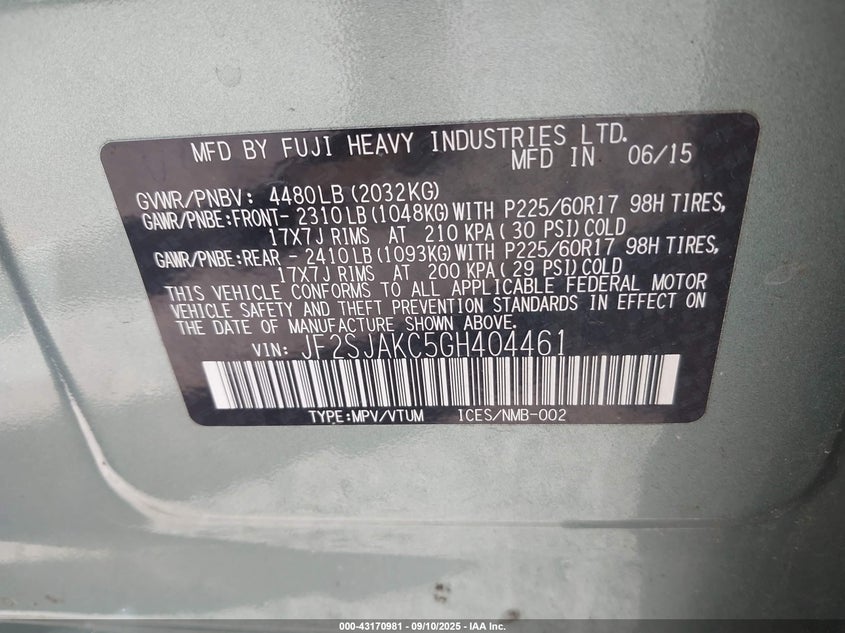 MFD BY FUJI HEAVY INDUSTRIES LTD.
MFD IN 06/15
GVWR/PNBV: 4480LB (2032KG)
GAWR/PNBE:FRONT- 2310LB (1048KG) WITH P225/60R17 98H TIRES,
17X7J RIMS AT 210 KPA ( 30 PSI) COLD
GAWR/PNBE:REAR - 2410LB (1093KG) WITH P225/60R17 98H TIRES,
17X7J RIMS AT 200 KPA ( 29 PSI) COLD
THIS VEHICLE CONFORMS TO ALL APPLICABLE FEDERAL MOTOR
VEHICLE SAFETY AND THEFT PREVENTION STANDARDS IN EFFECT ON
THE DATE OF MANUFACTURE SHOWN ABOVE.
VIN: JF2SJAKC5GH404461
TYPE:MPV/VTUM ICES/NMB-002
000-43170981 - 09/10/2025 - IAA Inc.